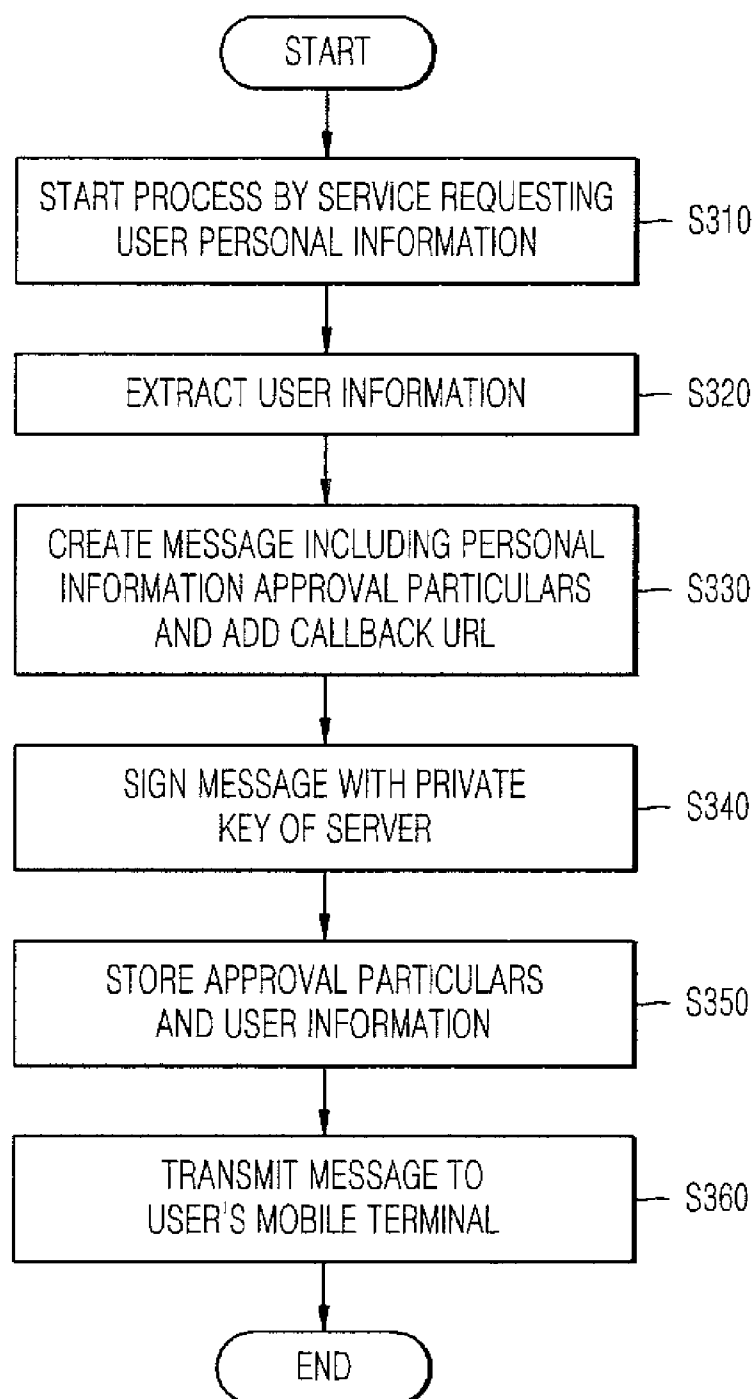 START
START PROCESS BY SERVICE REQUESTING
USER PERSONAL INFORMATION
S310
EXTRACT USER INFORMATION
S320
CREATE MESSAGE INCLUDING PERSONAL
INFORMATION APPROVAL PARTICULARS
AND ADD CALLBACK URL
S330
SIGN MESSAGE WITH PRIVATE
KEY OF SERVER
S340
STORE APPROVAL PARTICULARS
AND USER INFORMATION
S350
TRANSMIT MESSAGE TO
USER'S MOBILE TERMINAL
S360
END